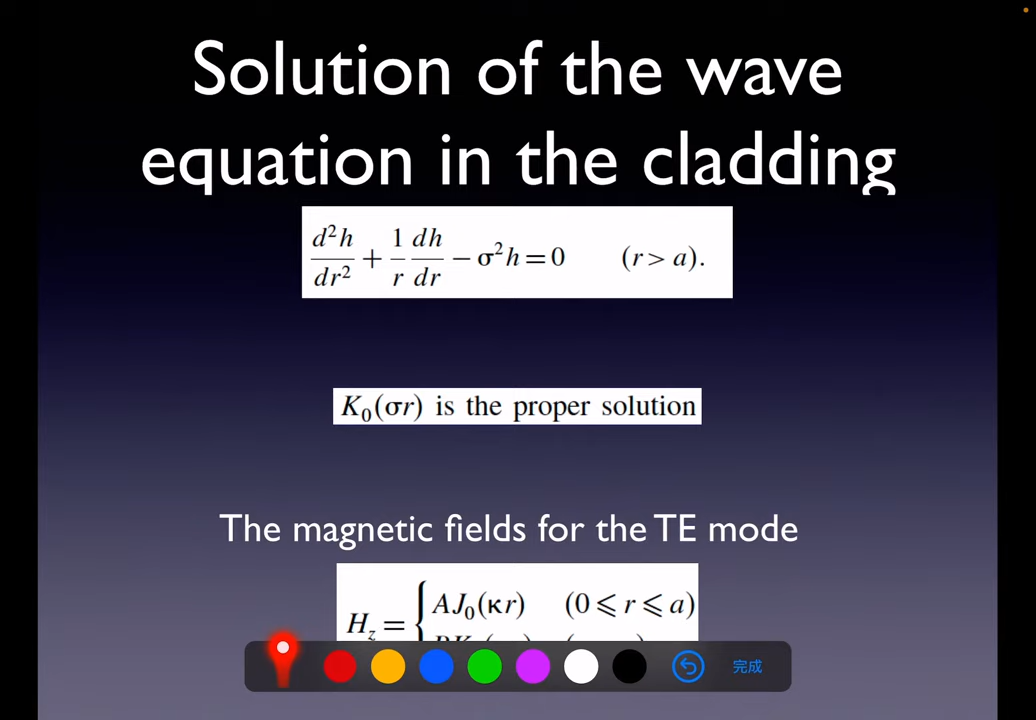 Solution of the wave
equation in the cladding
d²h/dr² + 1/r dh/dr − σ²h = 0 (r > a).
K₀(σr) is the proper solution
The magnetic fields for the TE mode
H_z = { AJ₀(κr) (0 ⩽ r ⩽ a)
完成